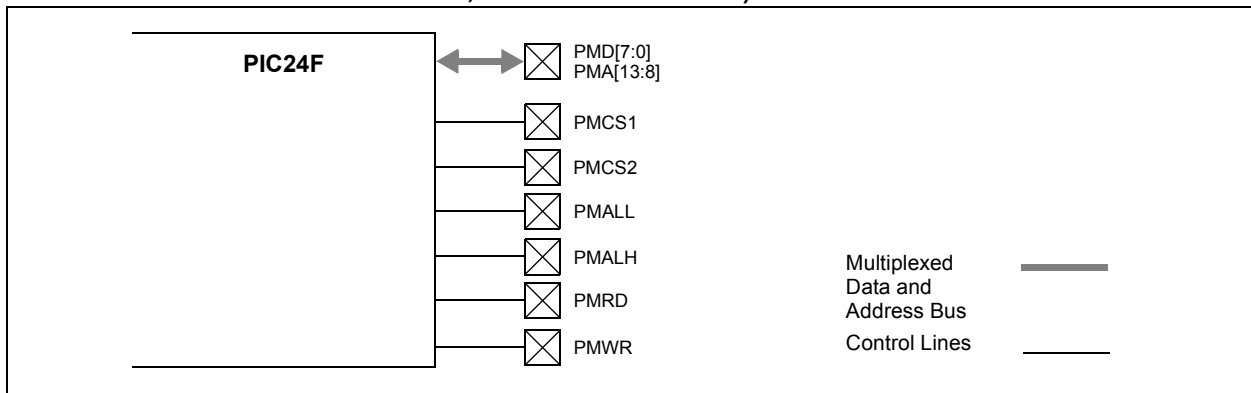 PIC24F
PMD[7:0]
PMA[13:8]
PMCS1
PMCS2
PMALL
PMALH
PMRD
PMWR
Multiplexed
Data and
Address Bus
Control Lines